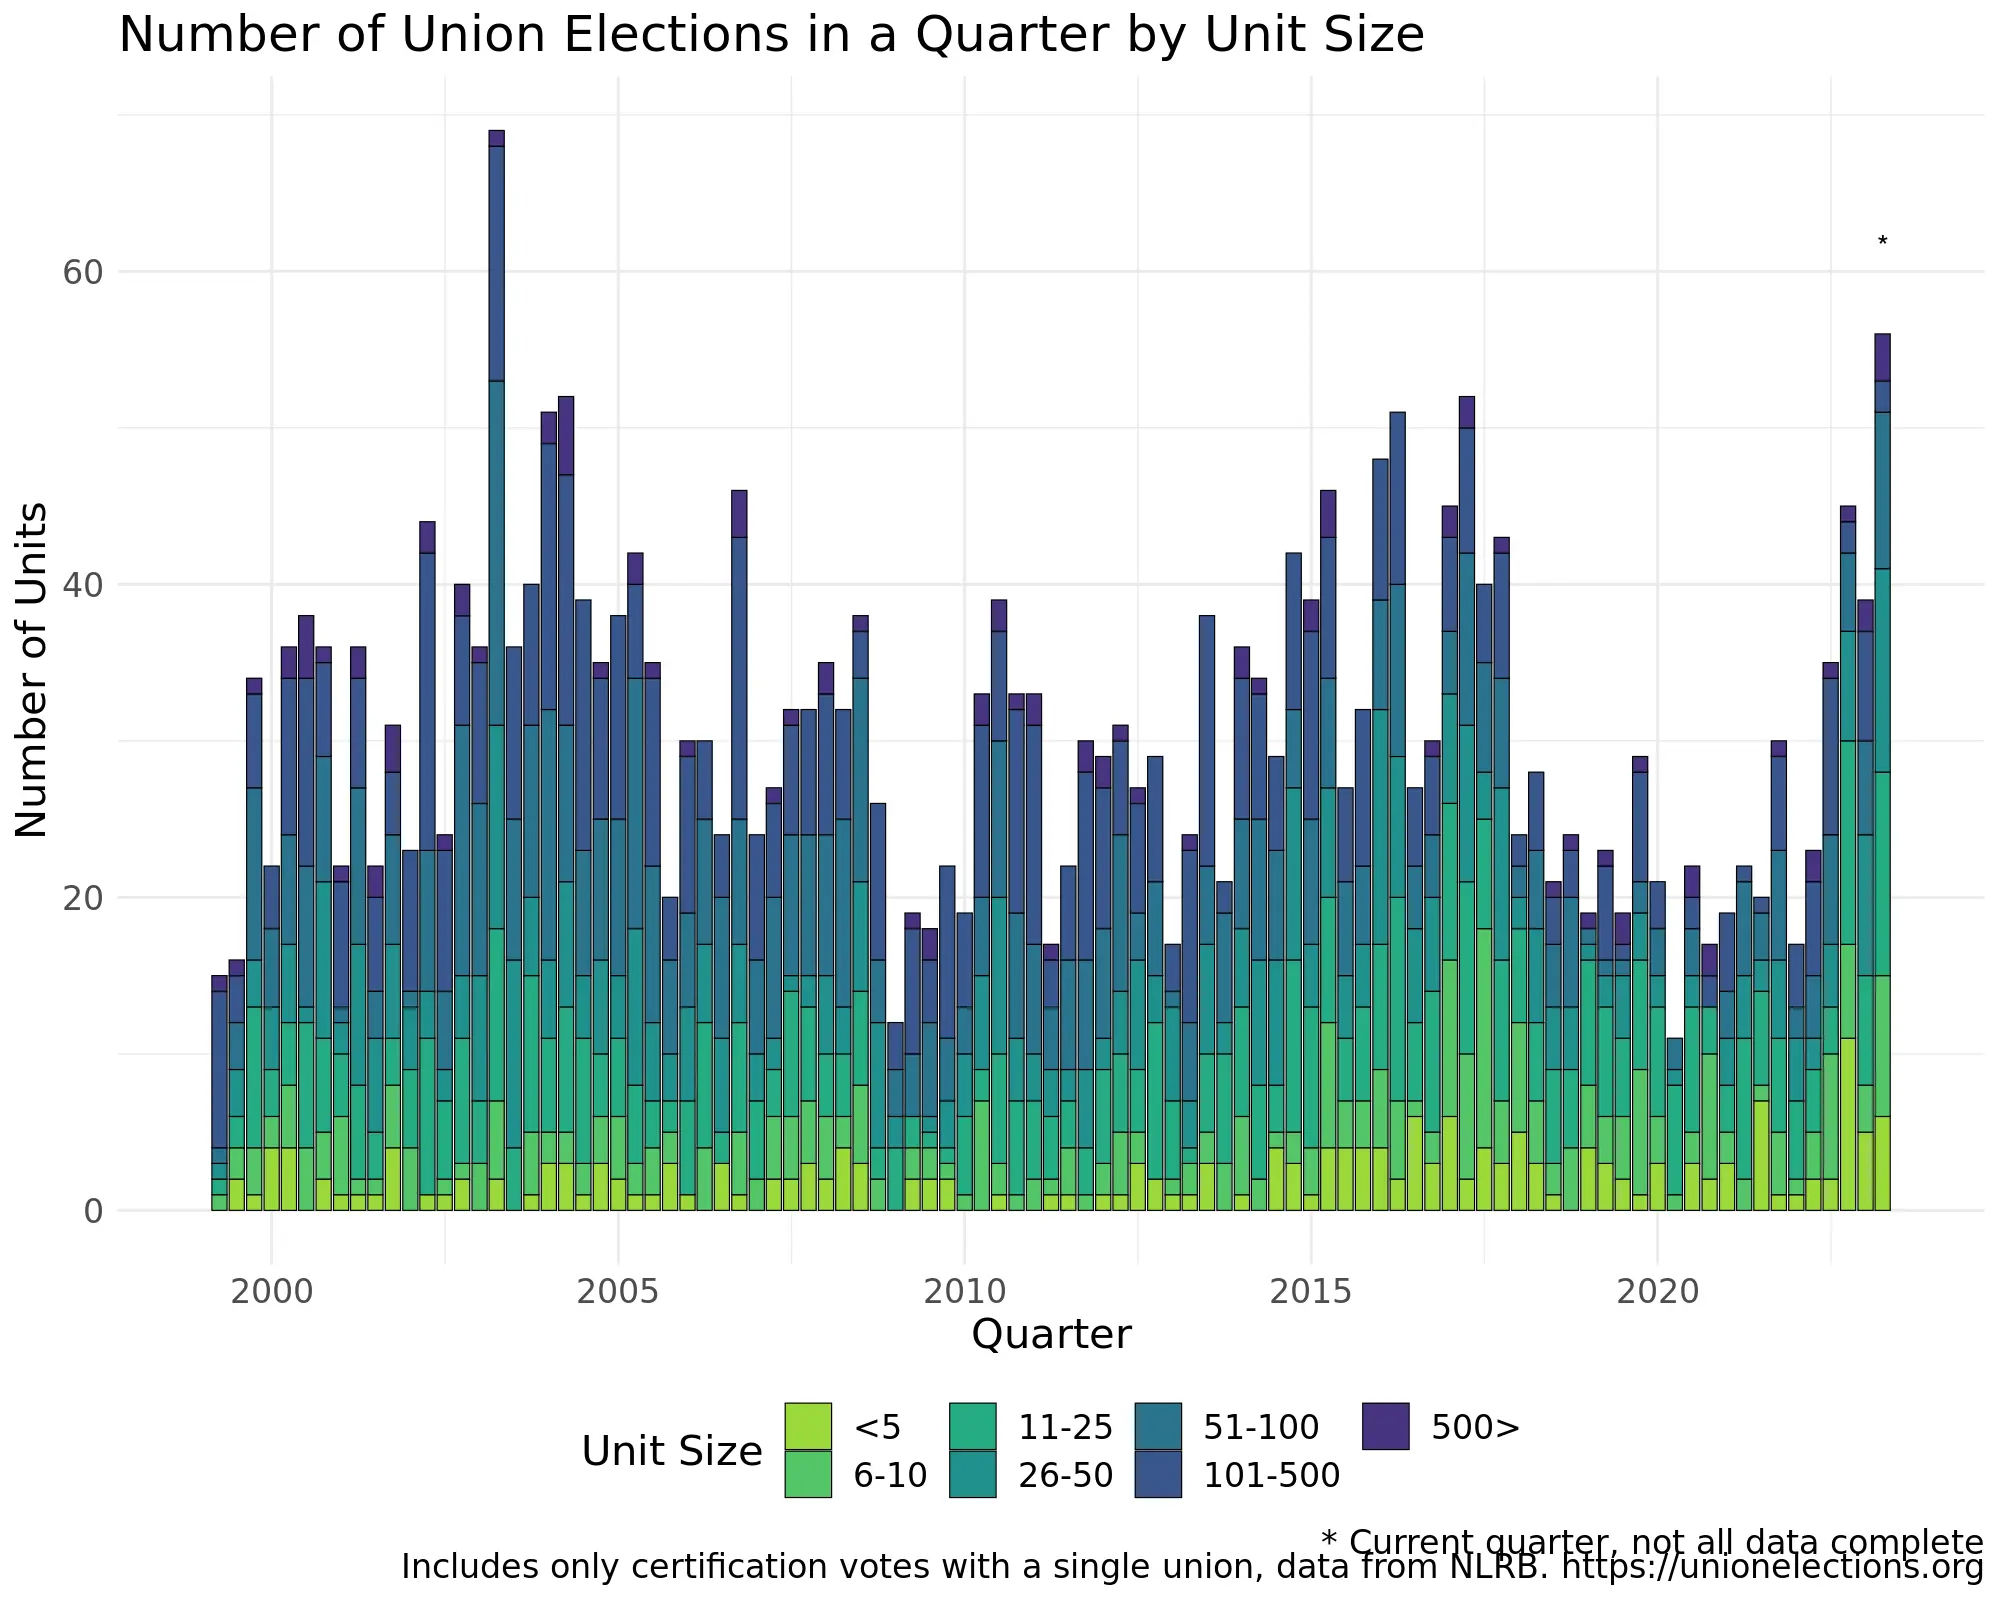 Number of Union Elections in a Quarter by Unit Size
*
60
40
20
0
Number of Units
2000 2005 2010 2015 2020
Quarter
Unit Size
<5 11-25 51-100 500>
6-10 26-50 101-500
* Current quarter, not all data complete
Includes only certification votes with a single union, data from NLRB. https://unionelections.org